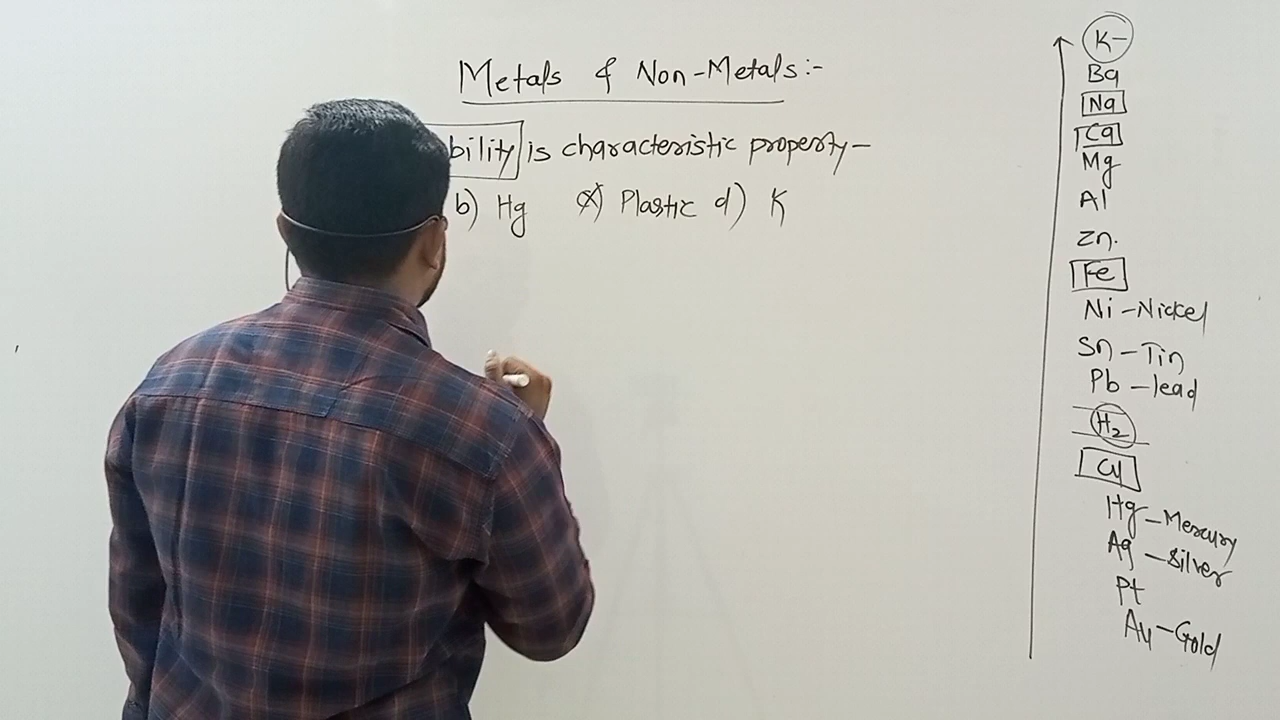 Metals & Non-Metals:-
bility is characteristic property-
b) Hg c) Plastic d) K
K-
Ba
Na
Ca
Mg
Al
Zn.
Fe
Ni-Nickel
Sn-Tin
Pb-lead
H₂
Cu
Hg-Mercury
Ag-Silver
Pt
Au-Gold